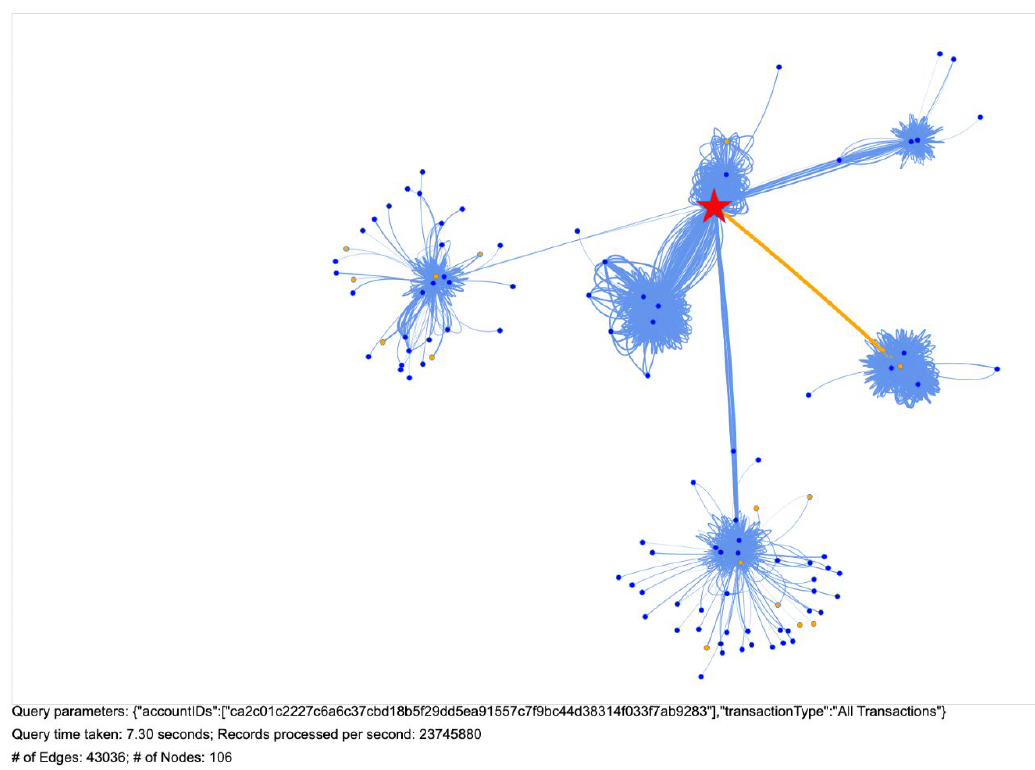 Query parameters: {"accountIDs":["ca2c01c2227c6a6c37cbd18b5f29dd5ea91557c7f9bc44d38314f033f7ab9283"],"transactionType":"All Transactions"}
Query time taken: 7.30 seconds; Records processed per second: 23745880
# of Edges: 43036; # of Nodes: 106